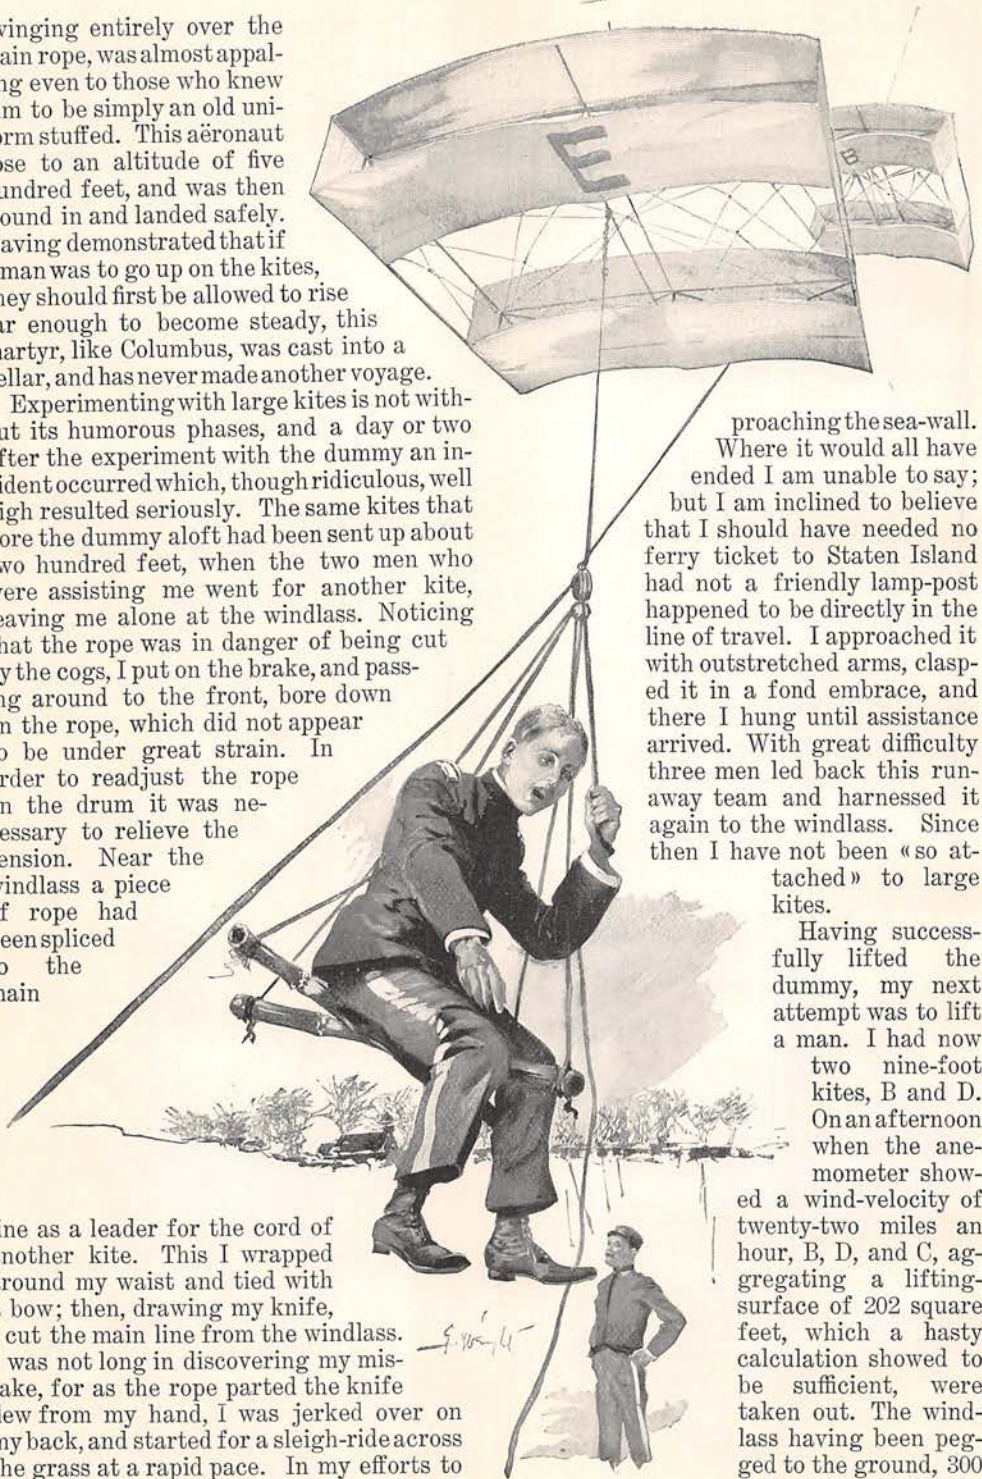 vinging entirely over the
ain rope, was almost appal-
ng even to those who knew
m to be simply an old uni-
orm stuffed. This aëronaut
ose to an altitude of five
undred feet, and was then
ound in and landed safely.
aving demonstrated that if
man was to go up on the kites,
hey should first be allowed to rise
ar enough to become steady, this
nartyr, like Columbus, was cast into a
ellar, and has never made another voyage.
Experimenting with large kites is not with-
ut its humorous phases, and a day or two
fter the experiment with the dummy an in-
ident occurred which, though ridiculous, well
igh resulted seriously. The same kites that
ore the dummy aloft had been sent up about
wo hundred feet, when the two men who
vere assisting me went for another kite,
eaving me alone at the windlass. Noticing
hat the rope was in danger of being cut
y the cogs, I put on the brake, and pass-
ng around to the front, bore down
n the rope, which did not appear
o be under great strain. In
rder to readjust the rope
n the drum it was ne-
essary to relieve the
ension. Near the
vindlass a piece
f rope had
een spliced
o the
nain
ine as a leader for the cord of
nother kite. This I wrapped
round my waist and tied with
bow; then, drawing my knife,
cut the main line from the windlass.
was not long in discovering my mis-
ake, for as the rope parted the knife
lew from my hand, I was jerked over on
ny back, and started for a sleigh-ride across
he grass at a rapid pace. In my efforts to
E
B
proaching the sea-wall.
Where it would all have
ended I am unable to say;
but I am inclined to believe
that I should have needed no
ferry ticket to Staten Island
had not a friendly lamp-post
happened to be directly in the
line of travel. I approached it
with outstretched arms, clasp-
ed it in a fond embrace, and
there I hung until assistance
arrived. With great difficulty
three men led back this run-
away team and harnessed it
again to the windlass. Since
then I have not been «so at-
tached» to large
kites.
Having success-
fully lifted the
dummy, my next
attempt was to lift
a man. I had now
two nine-foot
kites, B and D.
On an afternoon
when the ane-
mometer show-
ed a wind-velocity of
twenty-two miles an
hour, B, D, and C, ag-
gregating a lifting-
surface of 202 square
feet, which a hasty
calculation showed to
be sufficient, were
taken out. The wind-
lass having been peg-
ged to the ground, 300